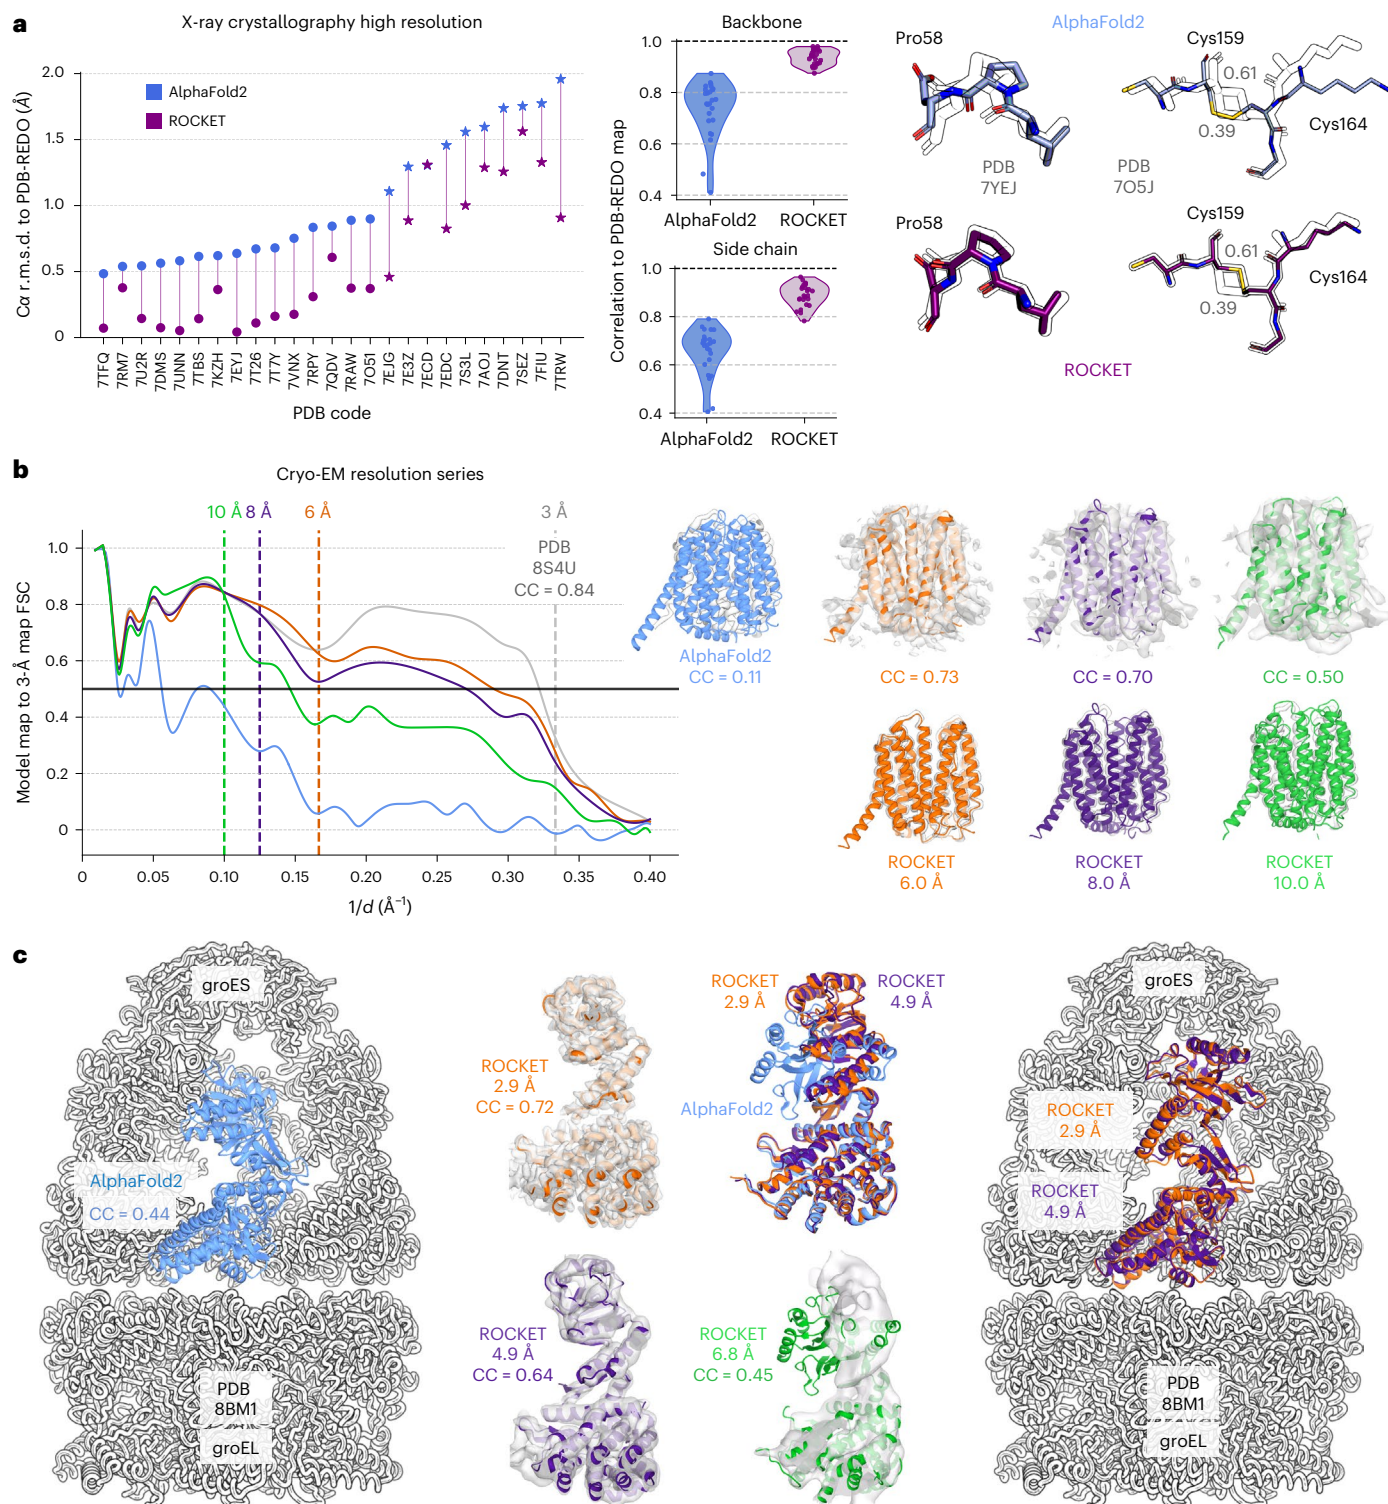 a
X-ray crystallography high resolution
Cα r.m.s.d. to PDB-REDO (Å)
2.0
1.5
1.0
0.5
0
AlphaFold2
ROCKET
7TFQ
7RM7
7U2R
7DMS
7UNN
7TBS
7KZH
7EYJ
7T26
7T7Y
7VNX
7RPY
7QDV
7RAW
7O51
7EJG
7E3Z
7ECD
7EDC
7S3L
7AOJ
7DNT
7SEZ
7FIU
7TRW
PDB code
Correlation to PDB-REDO map
Backbone
1.0
0.8
0.6
0.4
AlphaFold2
ROCKET
Side chain
1.0
0.8
0.6
0.4
AlphaFold2
ROCKET
AlphaFold2
Pro58
PDB
7YEJ
Cys159
0.61
0.39
Cys164
PDB
7O5J
Pro58
Cys159
0.61
0.39
Cys164
ROCKET
b
Cryo-EM resolution series
10 Å
8 Å
6 Å
3 Å
PDB
8S4U
CC = 0.84
Model map to 3-Å map FSC
1.0
0.8
0.6
0.4
0.2
0
0
0.05
0.10
0.15
0.20
0.25
0.30
0.35
0.40
1/d (Å⁻¹)
AlphaFold2
CC = 0.11
CC = 0.73
CC = 0.70
CC = 0.50
ROCKET
6.0 Å
ROCKET
8.0 Å
ROCKET
10.0 Å
c
groES
AlphaFold2
CC = 0.44
PDB
8BM1
groEL
ROCKET
2.9 Å
CC = 0.72
ROCKET
2.9 Å
ROCKET
4.9 Å
AlphaFold2
ROCKET
4.9 Å
CC = 0.64
ROCKET
6.8 Å
CC = 0.45
groES
ROCKET
2.9 Å
ROCKET
4.9 Å
PDB
8BM1
groEL